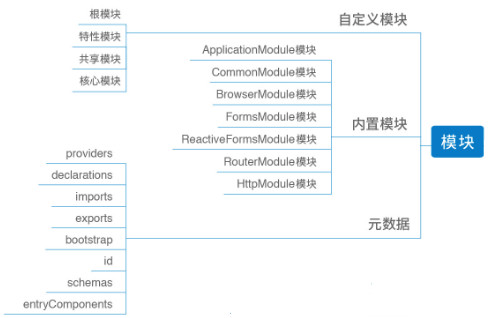 根模块
特性模块
共享模块
核心模块
自定义模块
ApplicationModule模块
CommonModule模块
BrowserModule模块
FormsModule模块
ReactiveFormsModule模块
RouterModule模块
HttpModule模块
内置模块
模块
providers
declarations
imports
exports
bootstrap
id
schemas
entryComponents
元数据